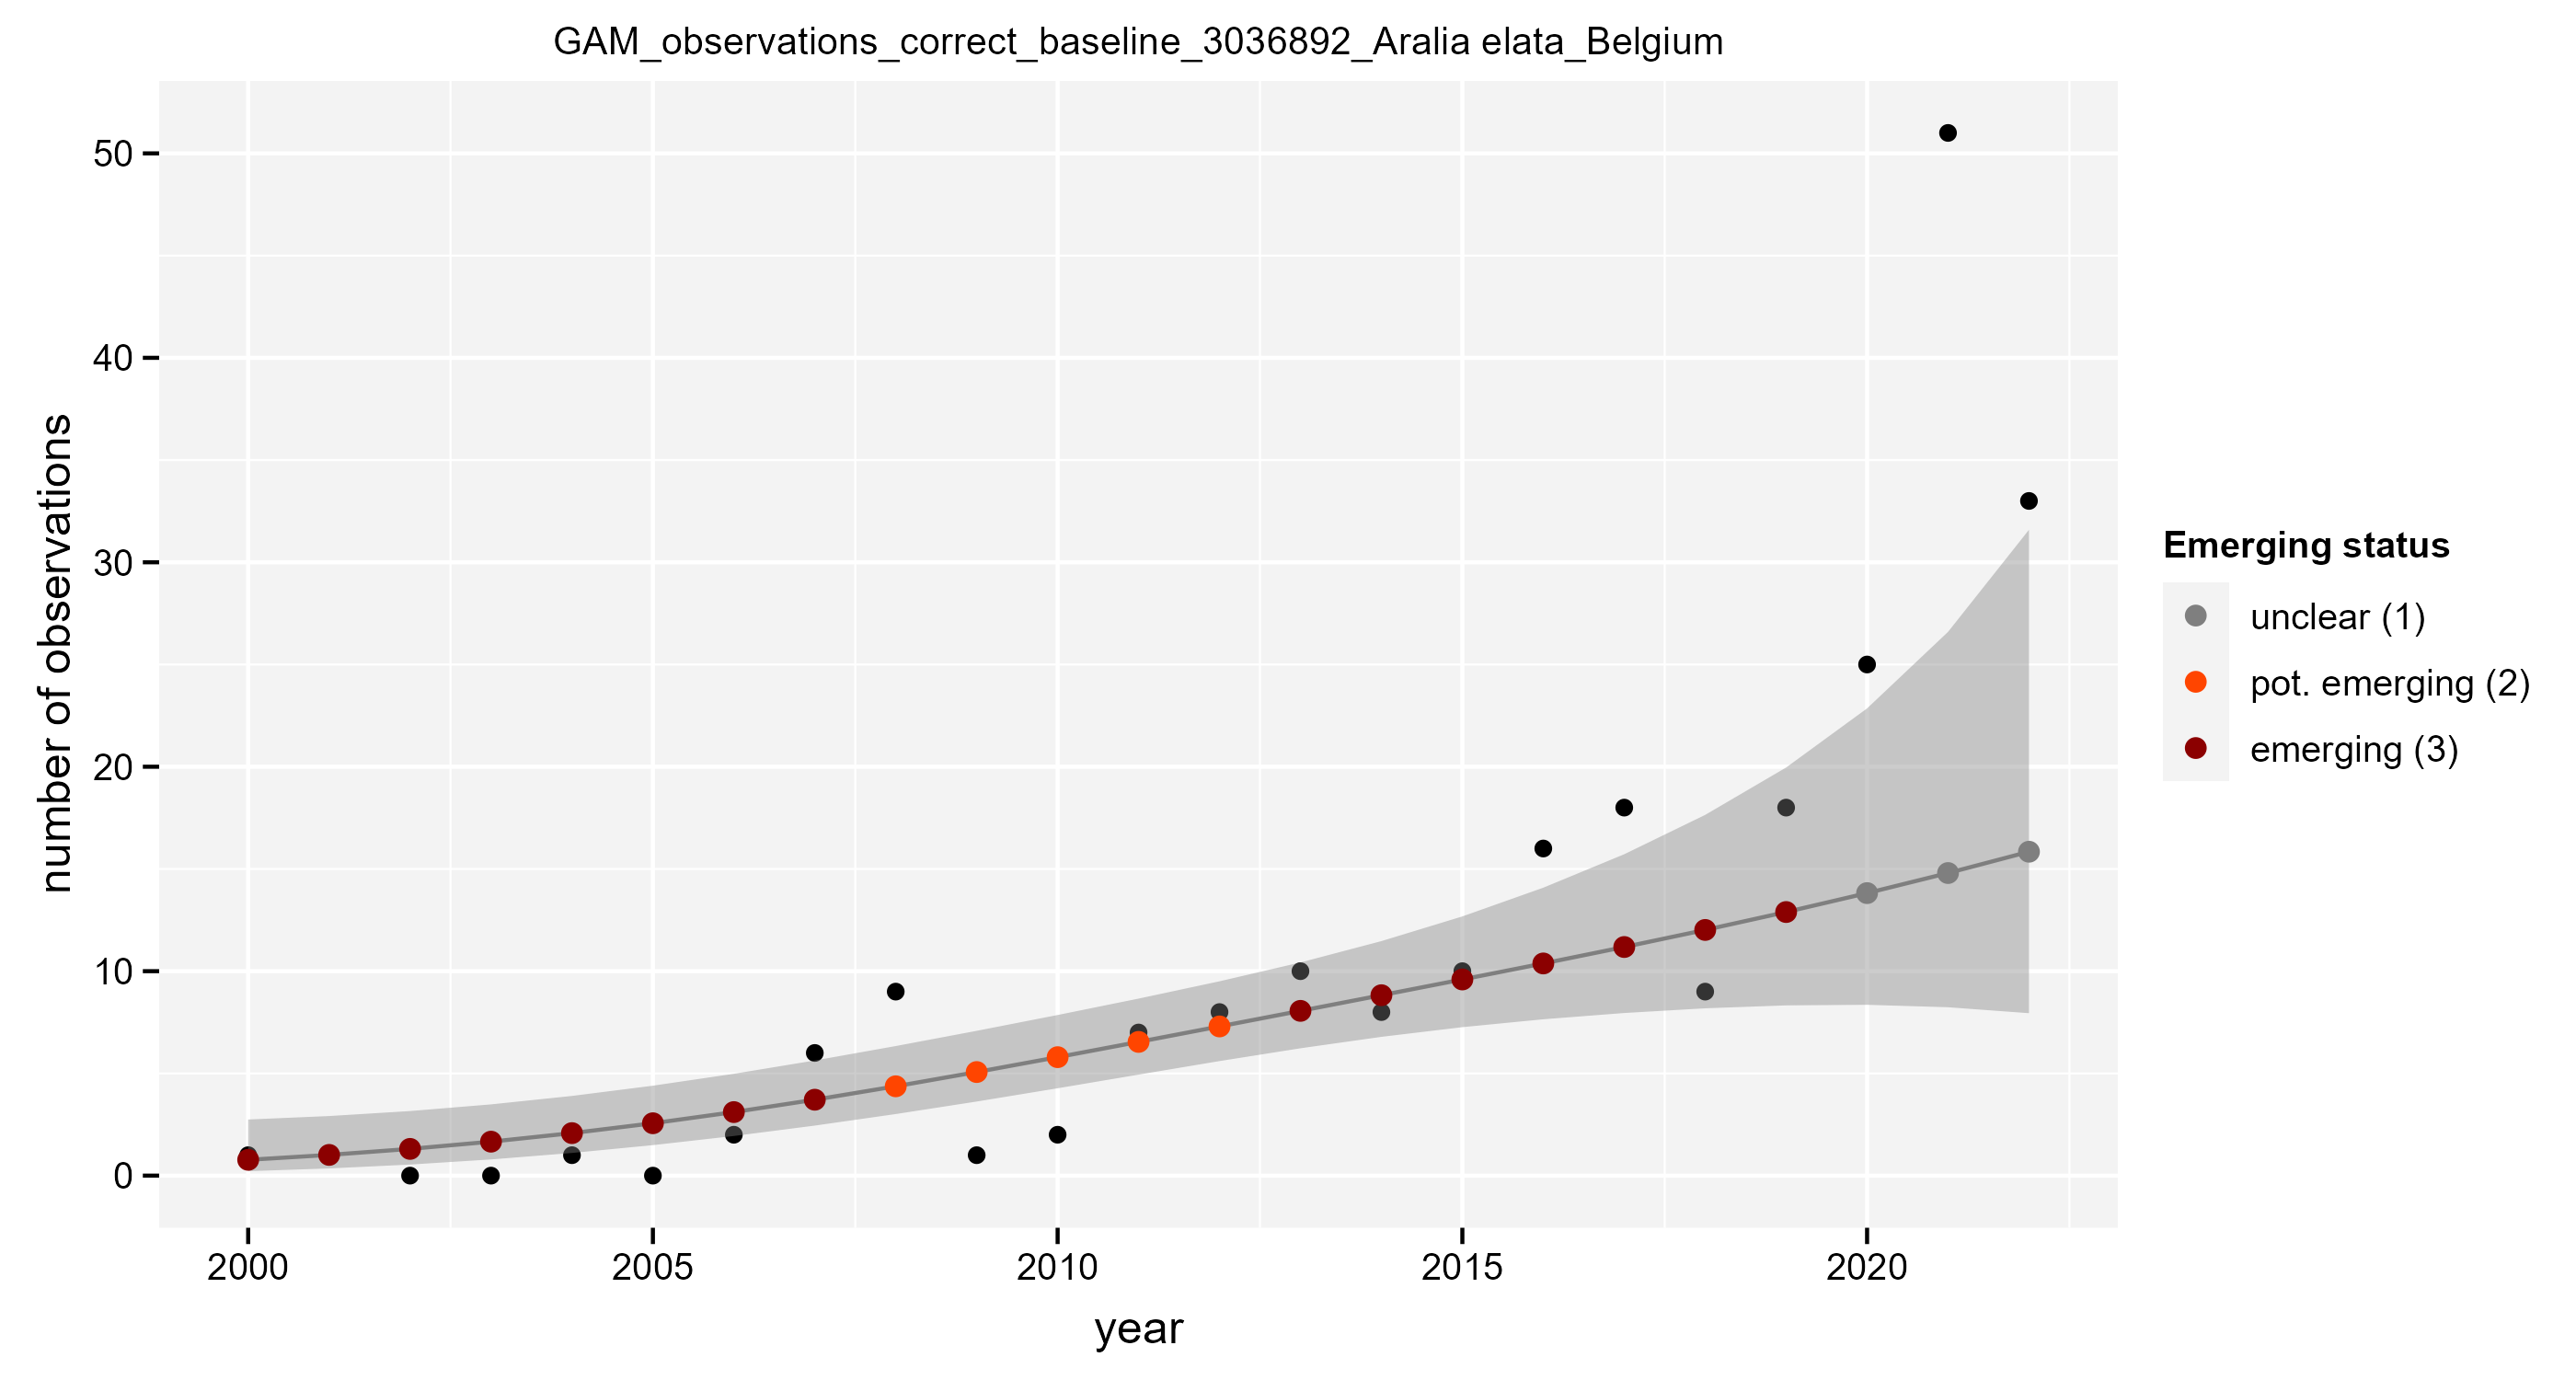 GAM_observations_correct_baseline_3036892_Aralia elata_Belgium
50
40
30
20
10
0
number of observations
2000 2005 2010 2015 2020
year
Emerging status
unclear (1)
pot. emerging (2)
emerging (3)